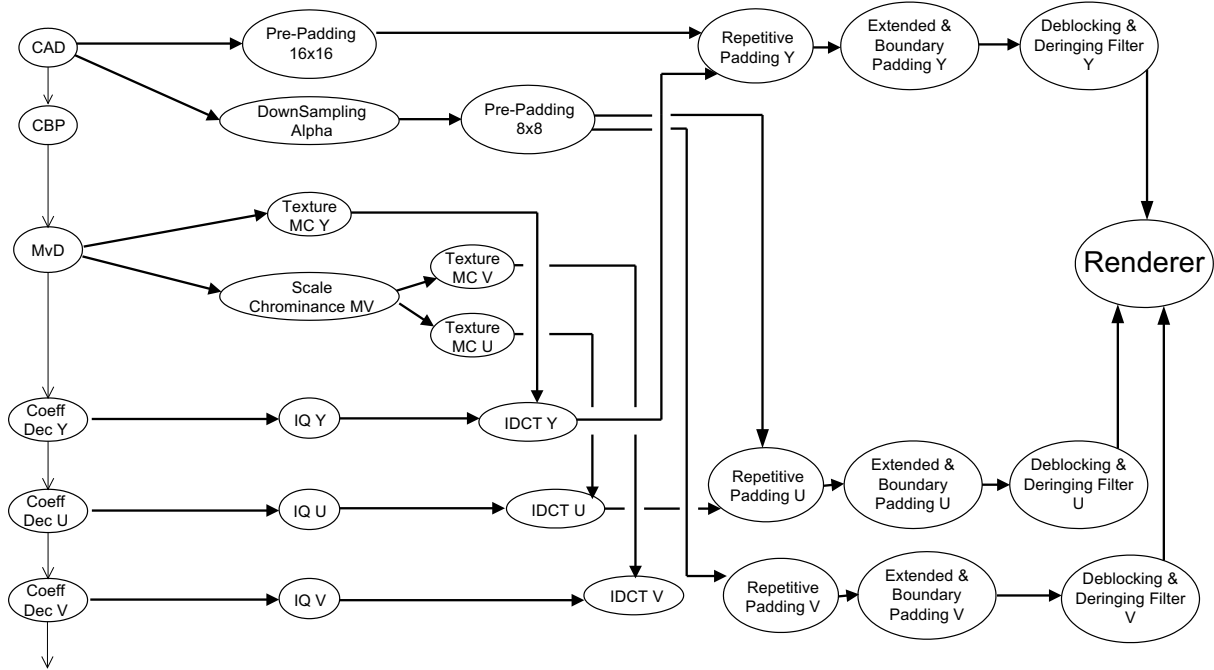 CAD
Pre-Padding
16x16
Repetitive
Padding Y
Extended &
Boundary
Padding Y
Deblocking &
Deringing Filter
Y
CBP
DownSampling
Alpha
Pre-Padding
8x8
MvD
Texture
MC Y
Scale
Chrominance MV
Texture
MC V
Texture
MC U
Renderer
Coeff
Dec Y
IQ Y
IDCT Y
Coeff
Dec U
IQ U
IDCT U
Repetitive
Padding U
Extended &
Boundary
Padding U
Deblocking &
Deringing Filter
U
Coeff
Dec V
IQ V
IDCT V
Repetitive
Padding V
Extended &
Boundary
Padding V
Deblocking &
Deringing Filter
V